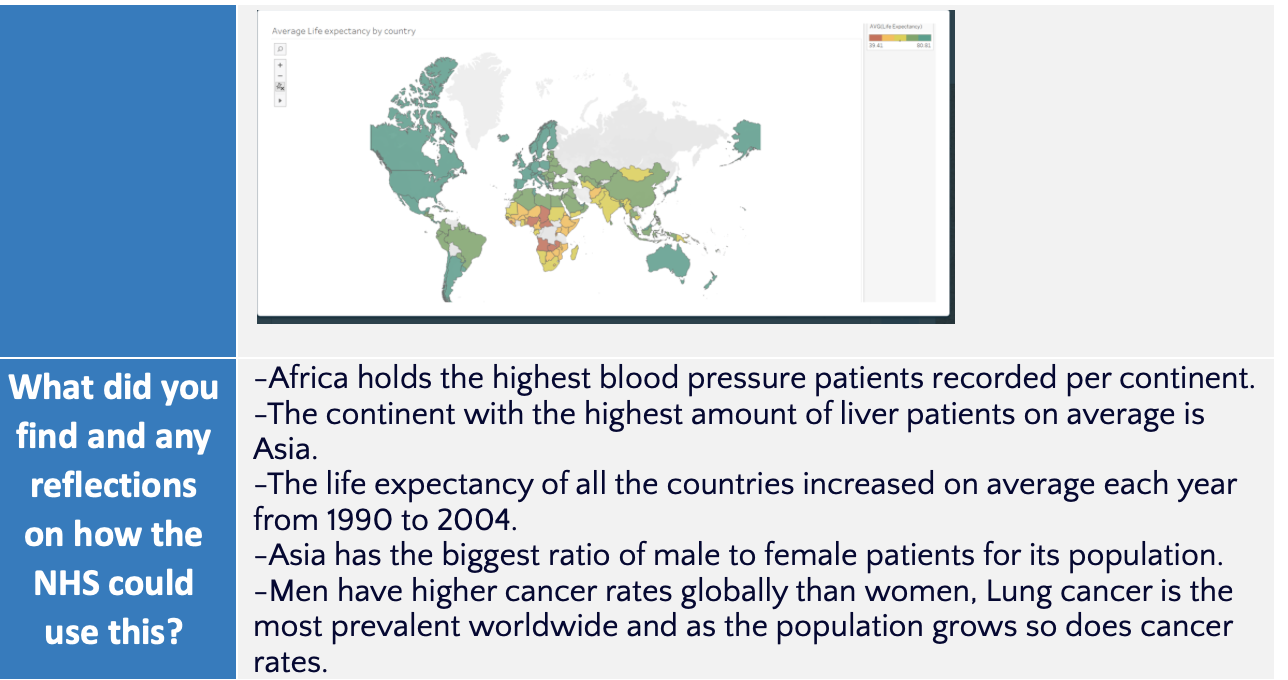 Average Life expectancy by country
AVG(Life Expectancy)
39.41 80.81
What did you
find and any
reflections
on how the
NHS could
use this?
-Africa holds the highest blood pressure patients recorded per continent.
-The continent with the highest amount of liver patients on average is
Asia.
-The life expectancy of all the countries increased on average each year
from 1990 to 2004.
-Asia has the biggest ratio of male to female patients for its population.
-Men have higher cancer rates globally than women, Lung cancer is the
most prevalent worldwide and as the population grows so does cancer
rates.